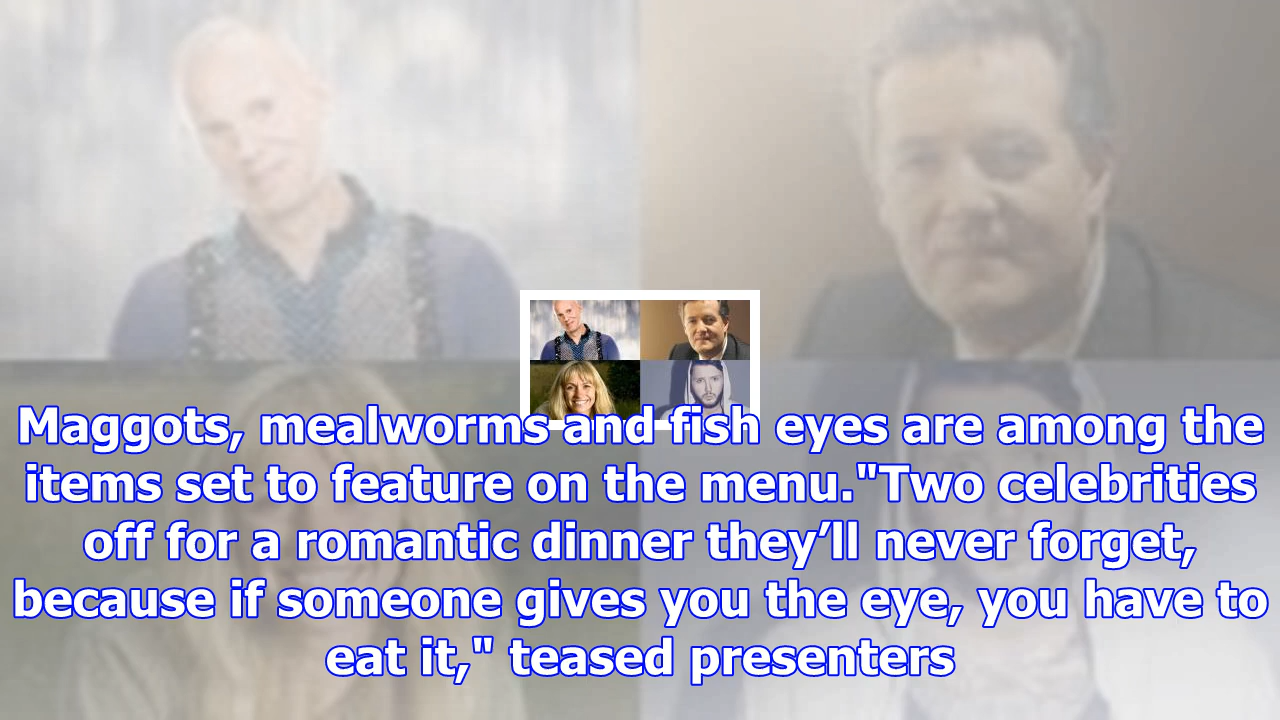 Maggots, mealworms and fish eyes are among the
items set to feature on the menu."Two celebrities
off for a romantic dinner they’ll never forget,
because if someone gives you the eye, you have to
eat it," teased presenters